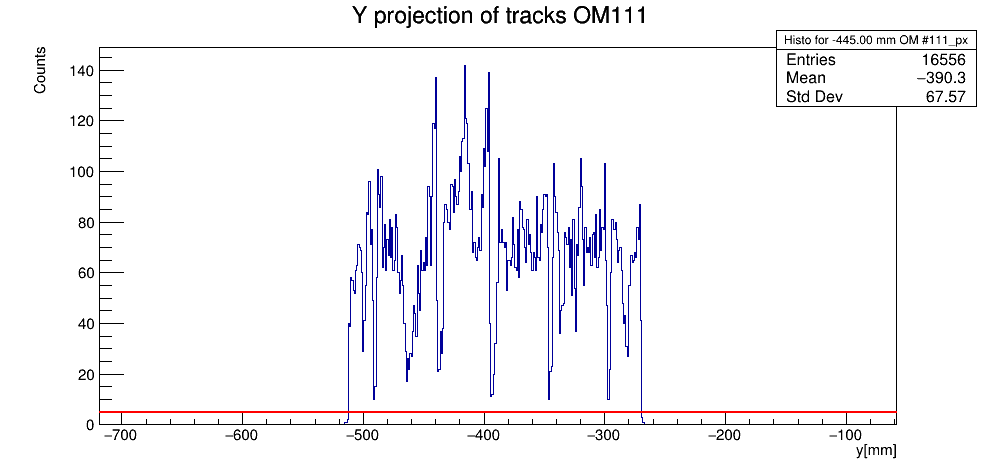 Y projection of tracks OM111
Histo for -445.00 mm OM #111_px
Entries 16556
Mean −390.3
Std Dev 67.57
Counts
140
120
100
80
60
40
20
0
−700 −600 −500 −400 −300 −200 −100
y[mm]